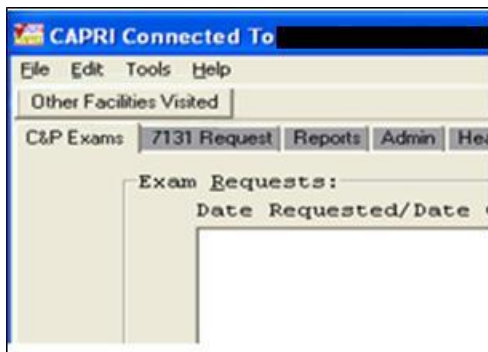 CAPRI Connected To
File Edit Tools Help
Other Facilities Visited
C&P Exams 7131 Request Reports Admin Hea
Exam Requests:
Date Requested/Date